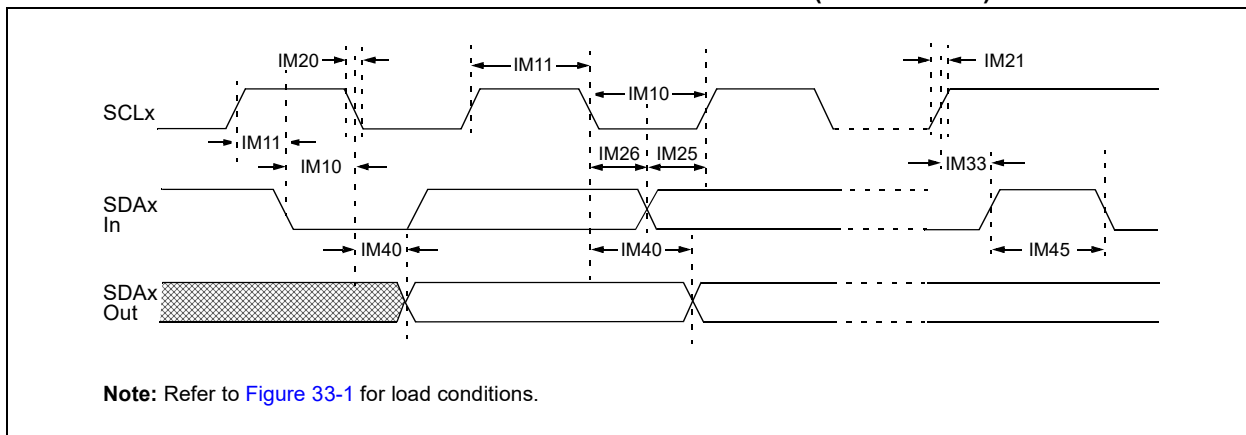 IM20
IM11
IM21
IM10
SCLx
IM11
IM10
IM26
IM25
IM33
SDAx
In
IM40
IM40
IM45
SDAx
Out
Note: Refer to Figure 33-1 for load conditions.